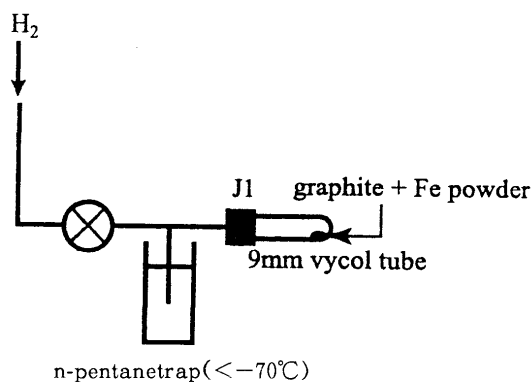 H₂
J1
graphite + Fe powder
9mm vycol tube
n-pentanetrap(<-70℃)